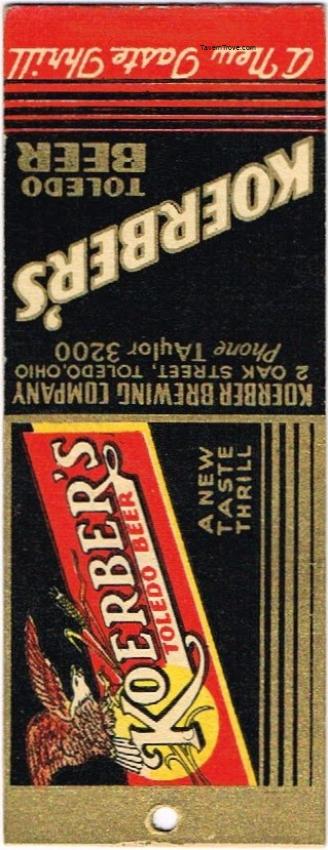 TavernTrove.com
A New Taste Thrill
KOERBER'S
TOLEDO
BEER
KOERBER BREWING COMPANY
2 OAK STREET, TOLEDO, OHIO
Phone TAylor 3200
KOERBER'S
TOLEDO BEER
A NEW
TASTE
THRILL